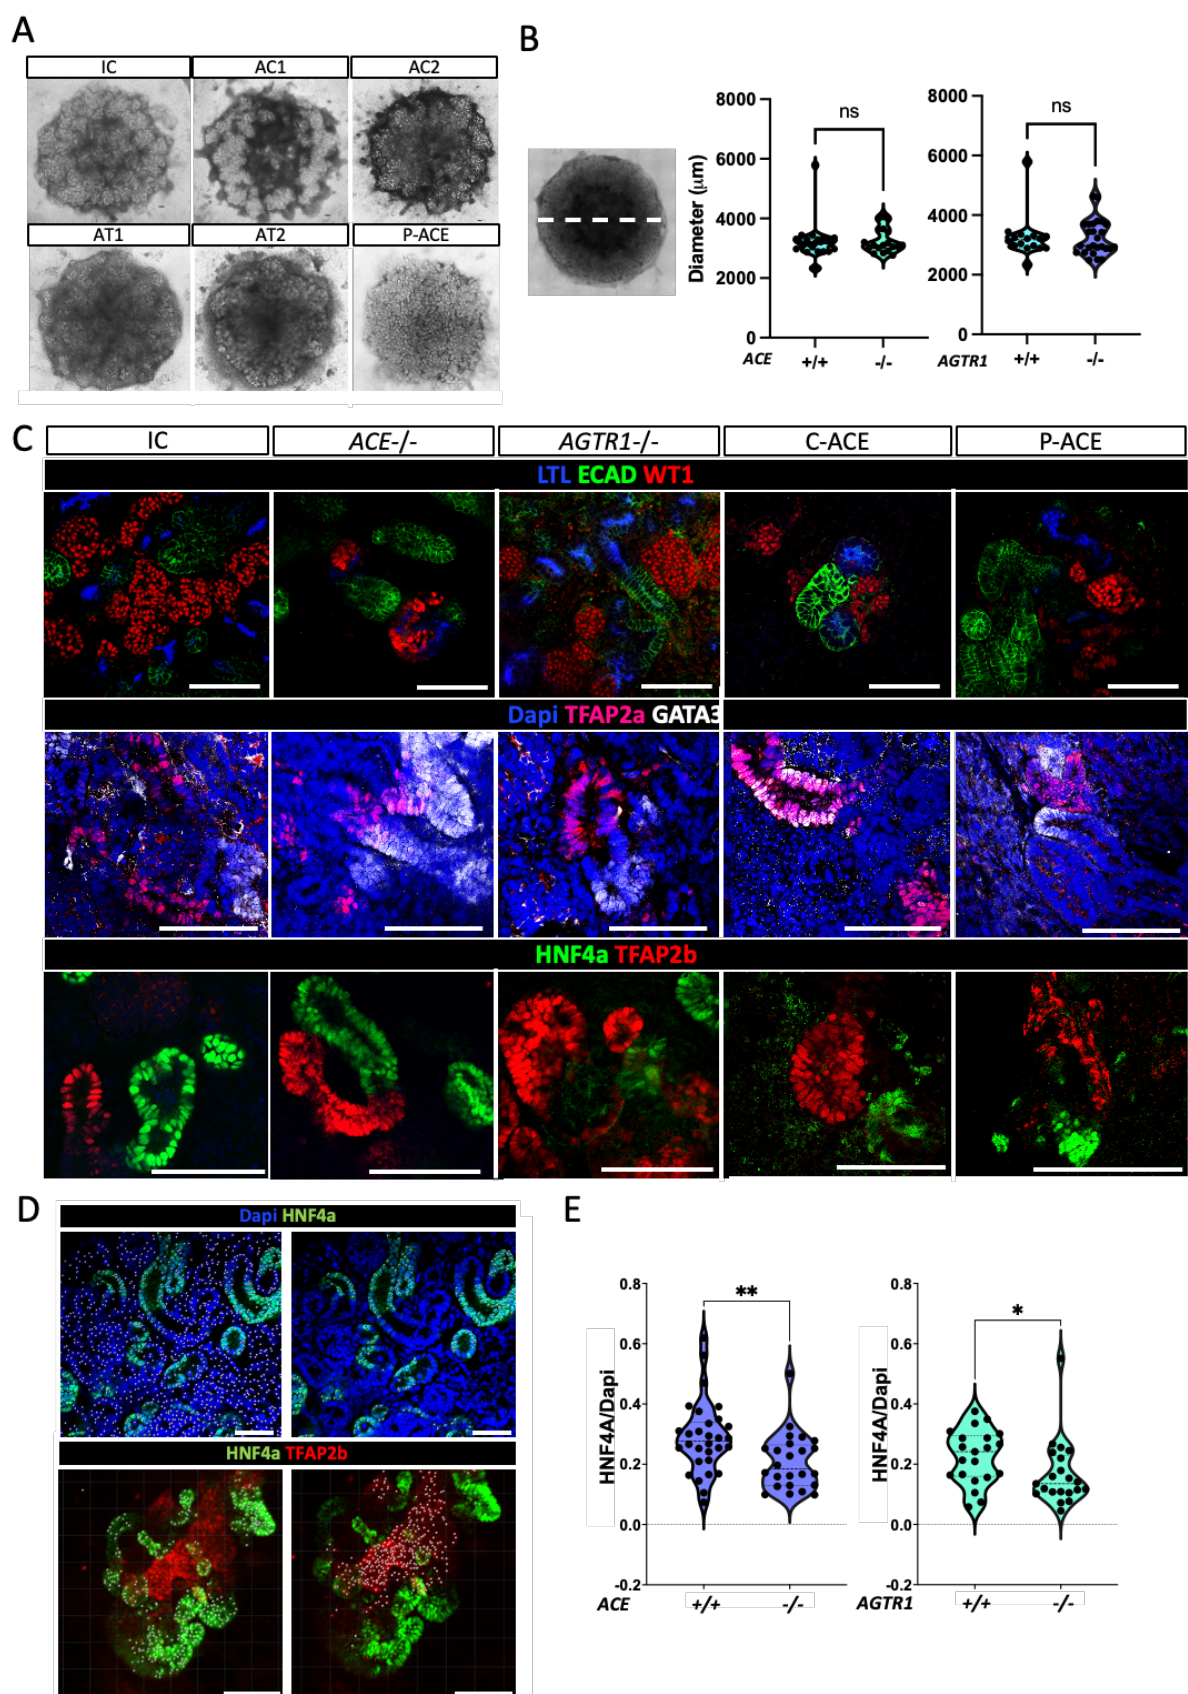 A
IC AC1 AC2
AT1 AT2 P-ACE
B
8000
6000
4000
2000
0
Diameter (μm)
ns
ACE +/+ -/-
8000
6000
4000
2000
0
ns
AGTR1 +/+ -/-
C
IC ACE-/- AGTR1-/- C-ACE P-ACE
LTL ECAD WT1
Dapi TFAP2a GATA3
HNF4a TFAP2b
D
Dapi HNF4a
HNF4a TFAP2b
E
0.8
0.6
0.4
0.2
0.0
-0.2
HNF4A/Dapi
**
ACE +/+ -/-
0.8
0.6
0.4
0.2
0.0
-0.2
HNF4A/Dapi
*
AGTR1 +/+ -/-